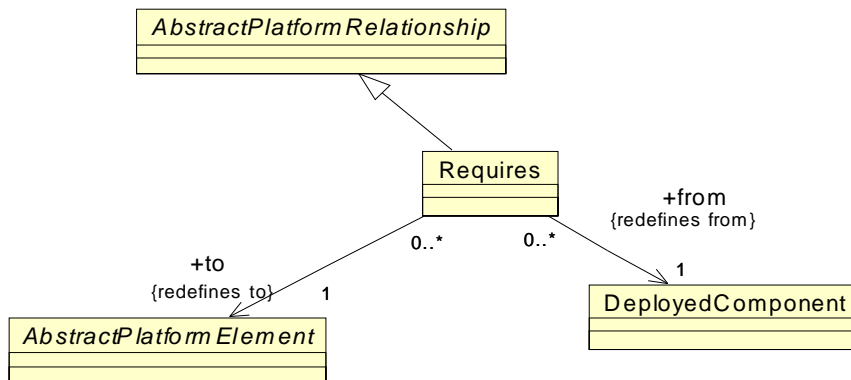 AbstractPlatformRelationship
Requires
+from
{redefines from}
0..*
0..*
+to
{redefines to}
1
1
DeployedComponent
AbstractPlatformElement